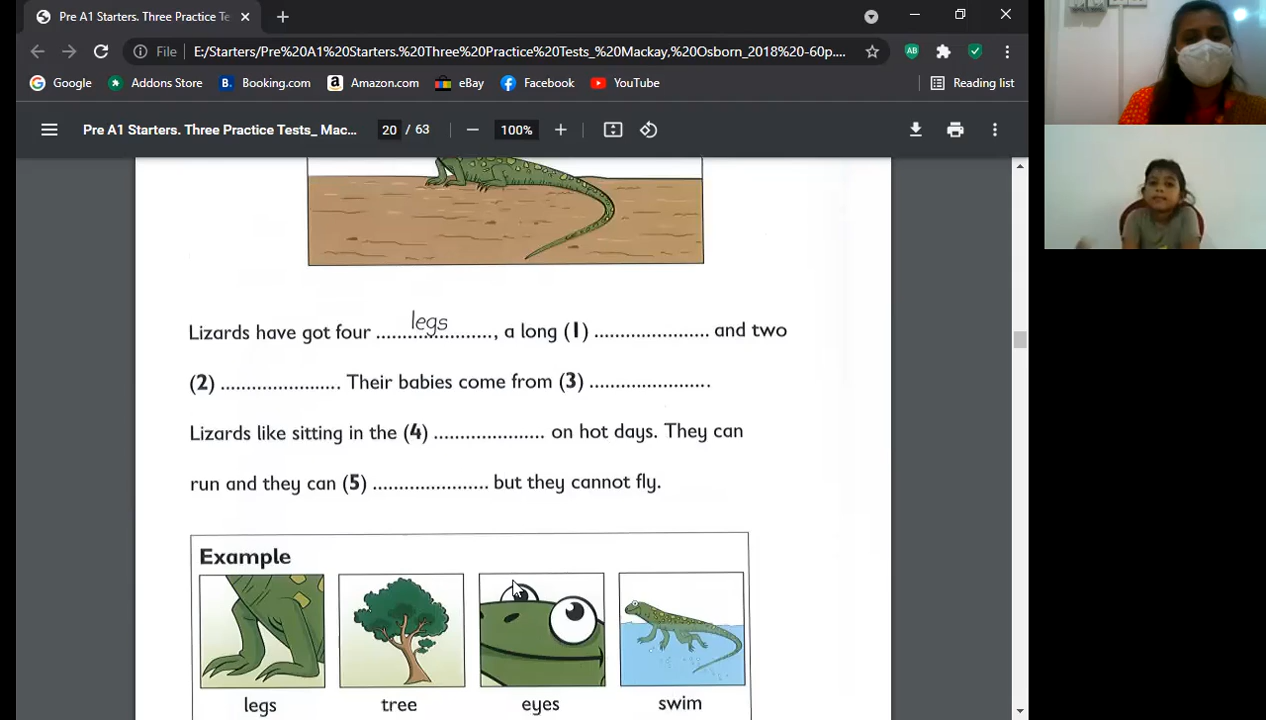 Pre A1 Starters. Three Practice Te
File E:/Starters/Pre%20A1%20Starters.%20Three%20Practice%20Tests_%20Mackay,%20Osborn_2018%20-60p....
AB
Google Addons Store B. Booking.com Amazon.com eBay Facebook YouTube Reading list
Pre A1 Starters. Three Practice Tests_ Mac... 20 / 63 100%
Lizards have got four legs, a long (1) ...................... and two
(2) ....................... Their babies come from (3) .......................
Lizards like sitting in the (4) ..................... on hot days. They can
run and they can (5) ...................... but they cannot fly.
Example
legs tree eyes swim